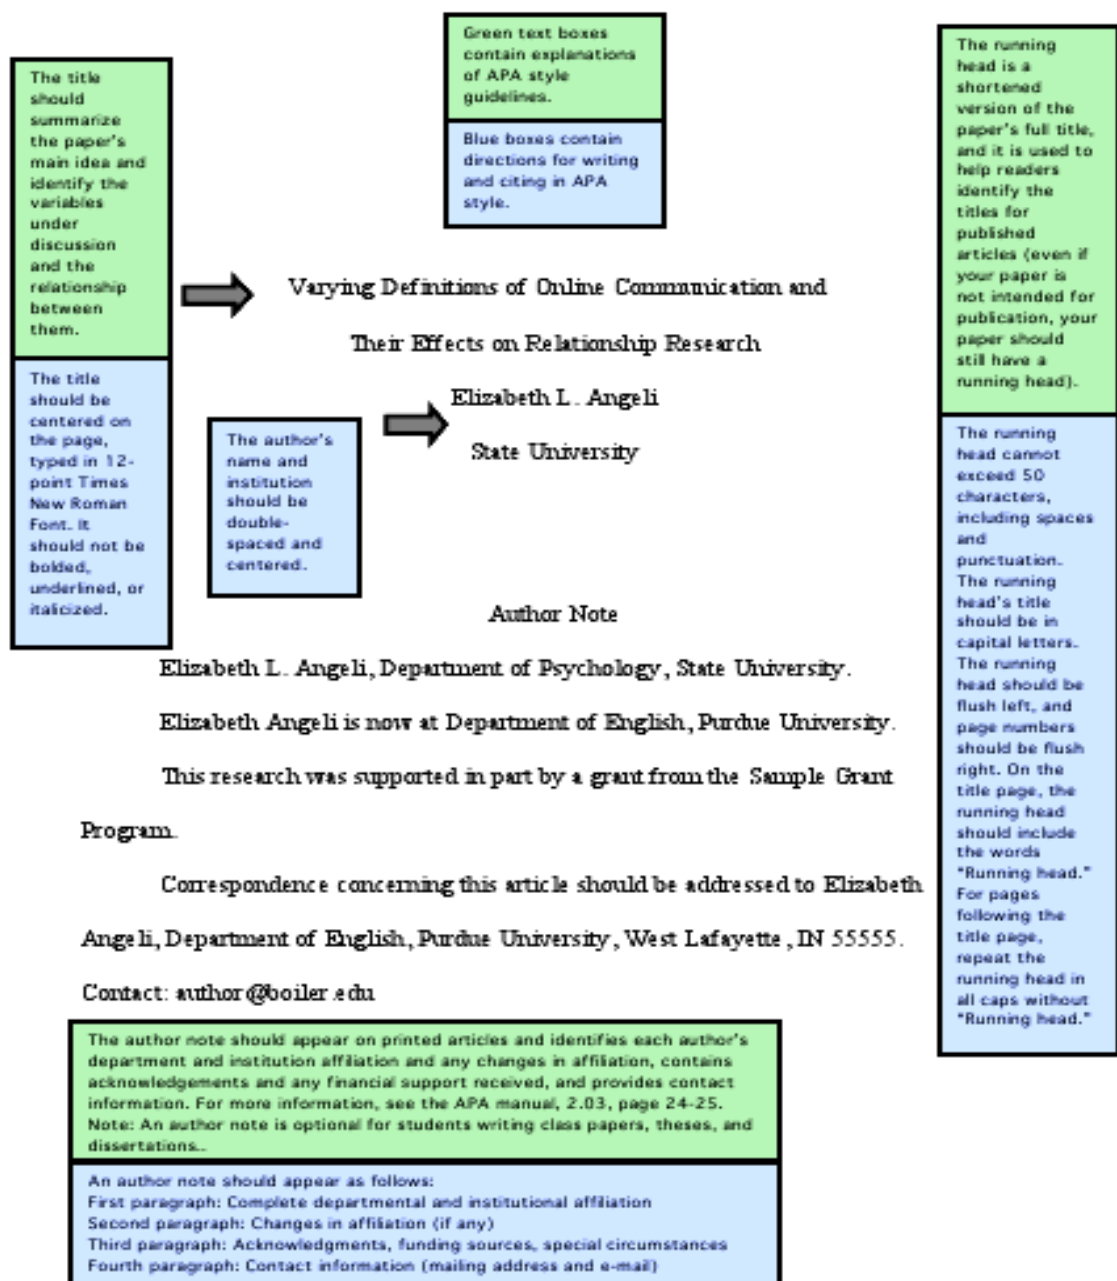 Green text boxes
contain explanations
of APA style
guidelines.
Blue boxes contain
directions for writing
and citing in APA
style.
The title
should
summarize
the paper's
main idea and
identify the
variables
under
discussion
and the
relationship
between
them.
The title
should be
centered on
the page,
typed in 12-
point Times
New Roman
Font. It
should not be
bolded,
underlined, or
italicized.
Varying Definitions of Online Communication and
Their Effects on Relationship Research
Elizabeth L. Angeli
State University
The author's
name and
institution
should be
double-
spaced and
centered.
The running
head is a
shortened
version of the
paper's full title,
and it is used to
help readers
identify the
titles for
published
articles (even if
your paper is
not intended for
publication, your
paper should
still have a
running head).
The running
head cannot
exceed 50
characters,
including spaces
and
punctuation.
The running
head's title
should be in
capital letters.
The running
head should be
flush left, and
page numbers
should be flush
right. On the
title page, the
running head
should include
the words
"Running head."
For pages
following the
title page,
repeat the
running head in
all caps without
"Running head."
Author Note
Elizabeth L. Angeli, Department of Psychology, State University.
Elizabeth Angeli is now at Department of English, Purdue University.
This research was supported in part by a grant from the Sample Grant
Program.
Correspondence concerning this article should be addressed to Elizabeth
Angeli, Department of English, Purdue University, West Lafayette, IN 55555.
Contact: author@boiler.edu
The author note should appear on printed articles and identifies each author's
department and institution affiliation and any changes in affiliation, contains
acknowledgements and any financial support received, and provides contact
information. For more information, see the APA manual, 2.03, page 24-25.
Note: An author note is optional for students writing class papers, theses, and
dissertations..
An author note should appear as follows:
First paragraph: Complete departmental and institutional affiliation
Second paragraph: Changes in affiliation (if any)
Third paragraph: Acknowledgments, funding sources, special circumstances
Fourth paragraph: Contact information (mailing address and e-mail)